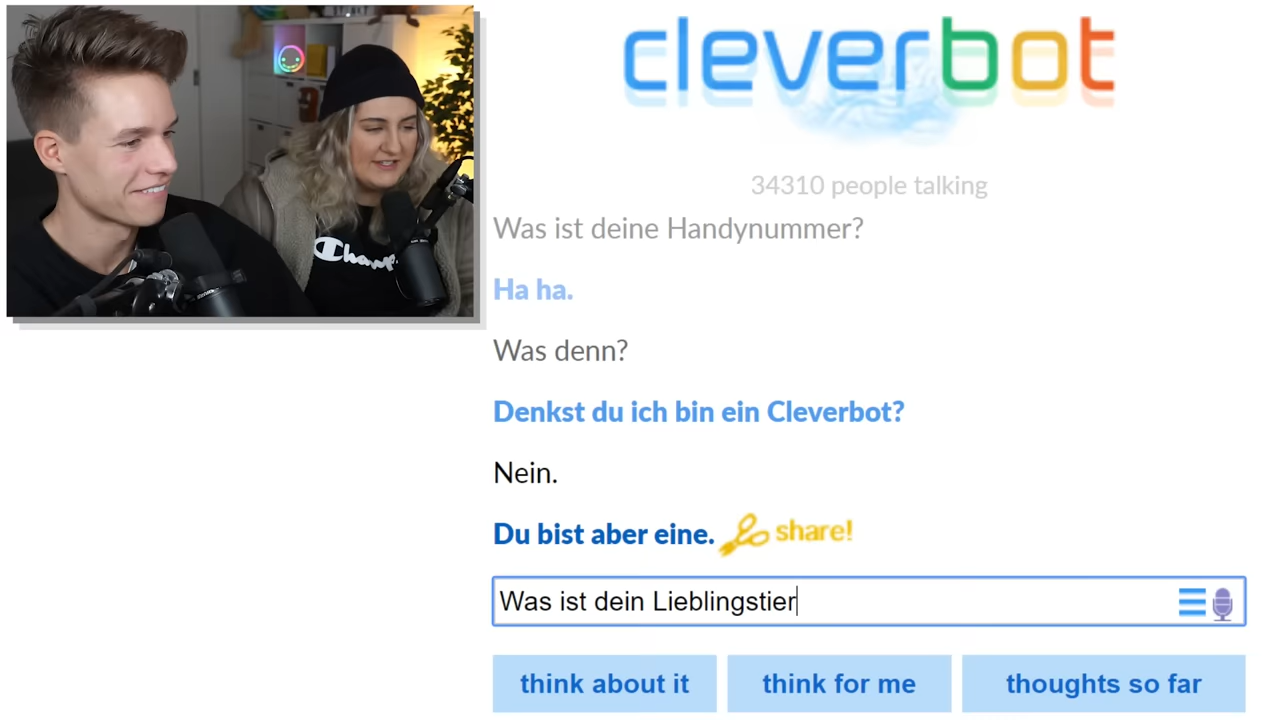 cleverbot
34310 people talking
Was ist deine Handynummer?
Ha ha.
Was denn?
Denkst du ich bin ein Cleverbot?
Nein.
Du bist aber eine.
share!
Was ist dein Lieblingstier
think about it
think for me
thoughts so far